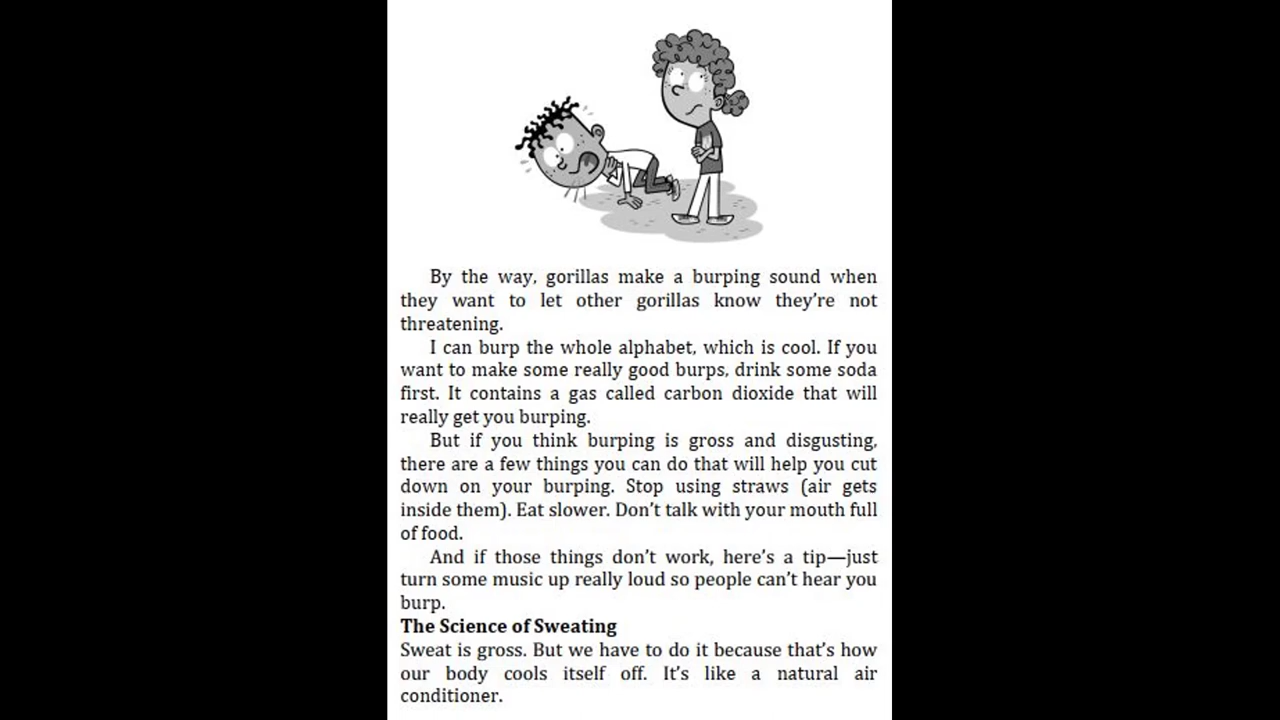 By the way, gorillas make a burping sound when
they want to let other gorillas know they’re not
threatening.
I can burp the whole alphabet, which is cool. If you
want to make some really good burps, drink some soda
first. It contains a gas called carbon dioxide that will
really get you burping.
But if you think burping is gross and disgusting,
there are a few things you can do that will help you cut
down on your burping. Stop using straws (air gets
inside them). Eat slower. Don’t talk with your mouth full
of food.
And if those things don’t work, here’s a tip—just
turn some music up really loud so people can’t hear you
burp.
The Science of Sweating
Sweat is gross. But we have to do it because that’s how
our body cools itself off. It’s like a natural air
conditioner.